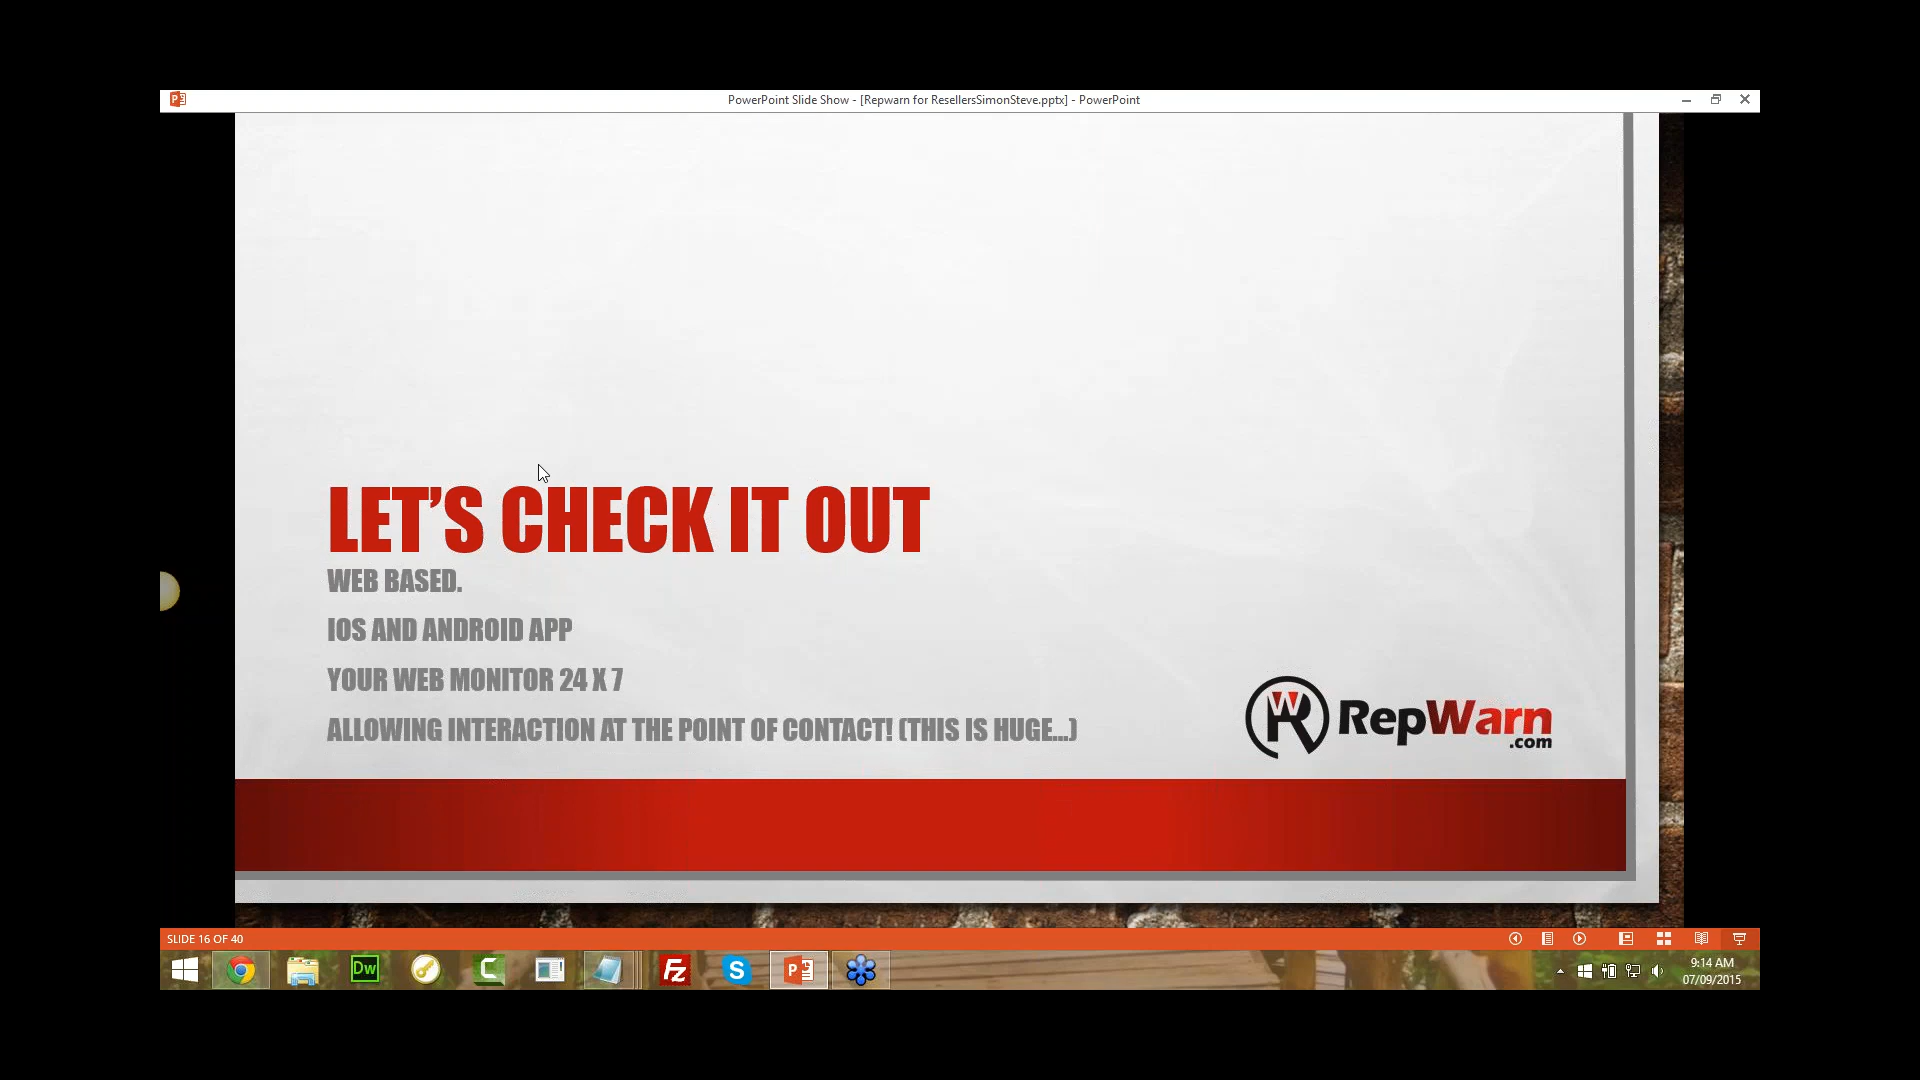 PowerPoint Slide Show - [Repwarn for ResellersSimonSteve.pptx] - PowerPoint
LET’S CHECK IT OUT
WEB BASED.
IOS AND ANDROID APP
YOUR WEB MONITOR 24 X 7
ALLOWING INTERACTION AT THE POINT OF CONTACT! (THIS IS HUGE…)
RepWarn
.com
SLIDE 16 OF 40
Dw
9:14 AM
07/09/2015